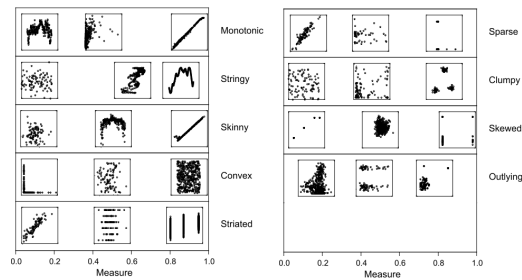 Monotonic
Stringy
Skinny
Convex
Striated
0.0 0.2 0.4 0.6 0.8 1.0
Measure
Sparse
Clumpy
Skewed
Outlying
0.0 0.2 0.4 0.6 0.8 1.0
Measure